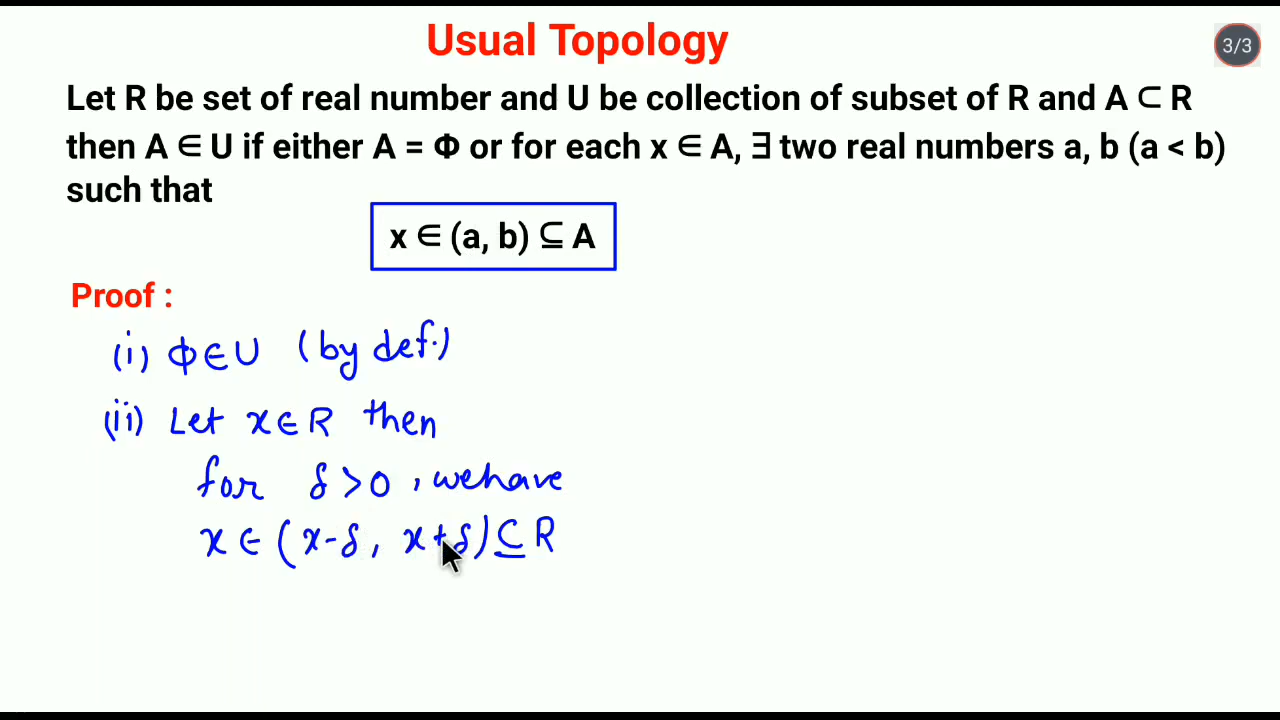 Usual Topology
3/3
Let R be set of real number and U be collection of subset of R and A ⊂ R
then A ∈ U if either A = Φ or for each x ∈ A, ∃ two real numbers a, b (a < b)
such that
x ∈ (a, b) ⊆ A
Proof :
(i) Φ∈U (by def.)
(ii) Let x∈R then
for δ>0, we have
x ∈ (x-δ, x+δ) ⊆ R